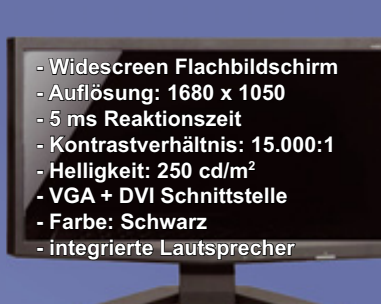 - Widescreen Flachbildschirm
- Auflösung: 1680 x 1050
- 5 ms Reaktionszeit
- Kontrastverhältnis: 15.000:1
- Helligkeit: 250 cd/m²
- VGA + DVI Schnittstelle
- Farbe: Schwarz
- integrierte Lautsprecher